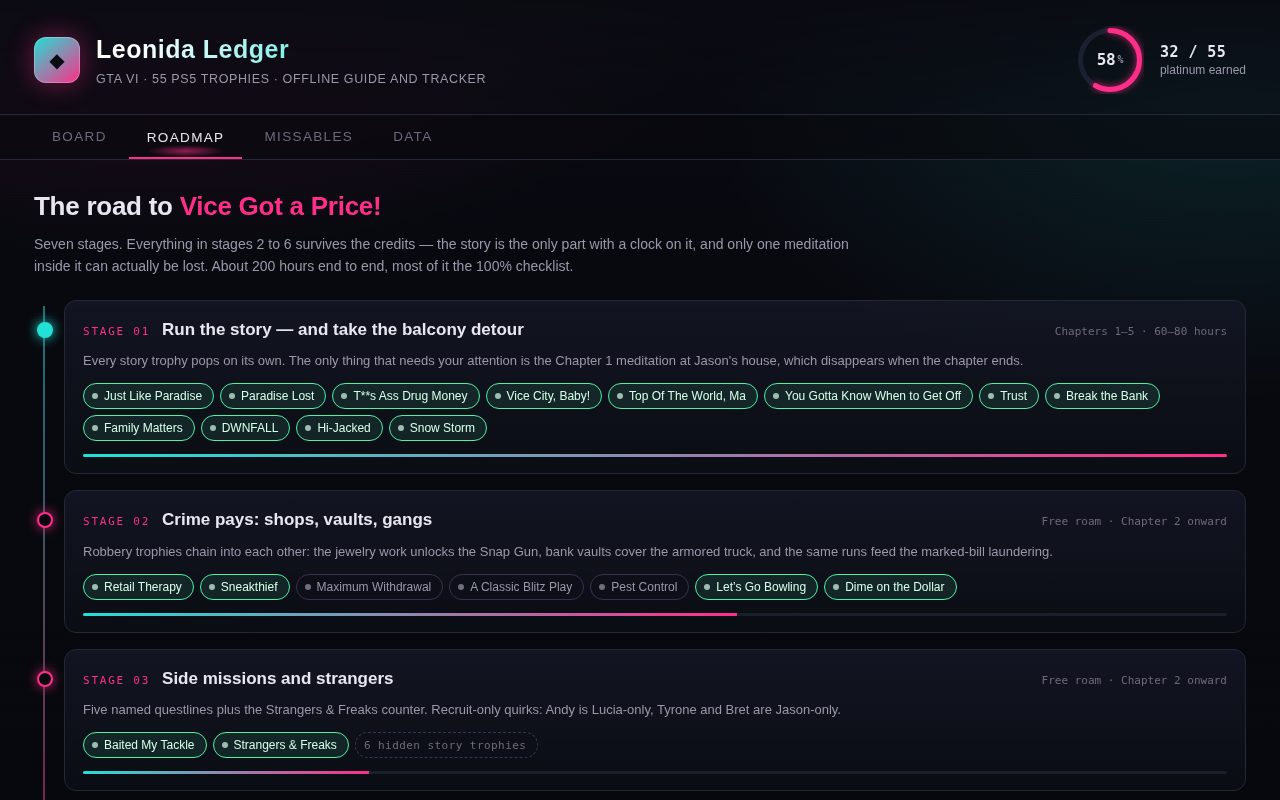 Leonida Ledger
GTA VI · 55 PS5 TROPHIES · OFFLINE GUIDE AND TRACKER
58%
32 / 55
platinum earned
BOARD ROADMAP MISSABLES DATA
The road to Vice Got a Price!
Seven stages. Everything in stages 2 to 6 survives the credits — the story is the only part with a clock on it, and only one meditation
inside it can actually be lost. About 200 hours end to end, most of it the 100% checklist.
STAGE 01 Run the story — and take the balcony detour Chapters 1–5 · 60–80 hours
Every story trophy pops on its own. The only thing that needs your attention is the Chapter 1 meditation at Jason's house, which disappears when the chapter ends.
Just Like Paradise Paradise Lost T**s Ass Drug Money Vice City, Baby! Top Of The World, Ma You Gotta Know When to Get Off Trust Break the Bank
Family Matters DWNFALL Hi-Jacked Snow Storm
STAGE 02 Crime pays: shops, vaults, gangs Free roam · Chapter 2 onward
Robbery trophies chain into each other: the jewelry work unlocks the Snap Gun, bank vaults cover the armored truck, and the same runs feed the marked-bill laundering.
Retail Therapy Sneakthief Maximum Withdrawal A Classic Blitz Play Pest Control Let's Go Bowling Dime on the Dollar
STAGE 03 Side missions and strangers Free roam · Chapter 2 onward
Five named questlines plus the Strangers & Freaks counter. Recruit-only quirks: Andy is Lucia-only, Tyrone and Bret are Jason-only.
Baited My Tackle Strangers & Freaks 6 hidden story trophies